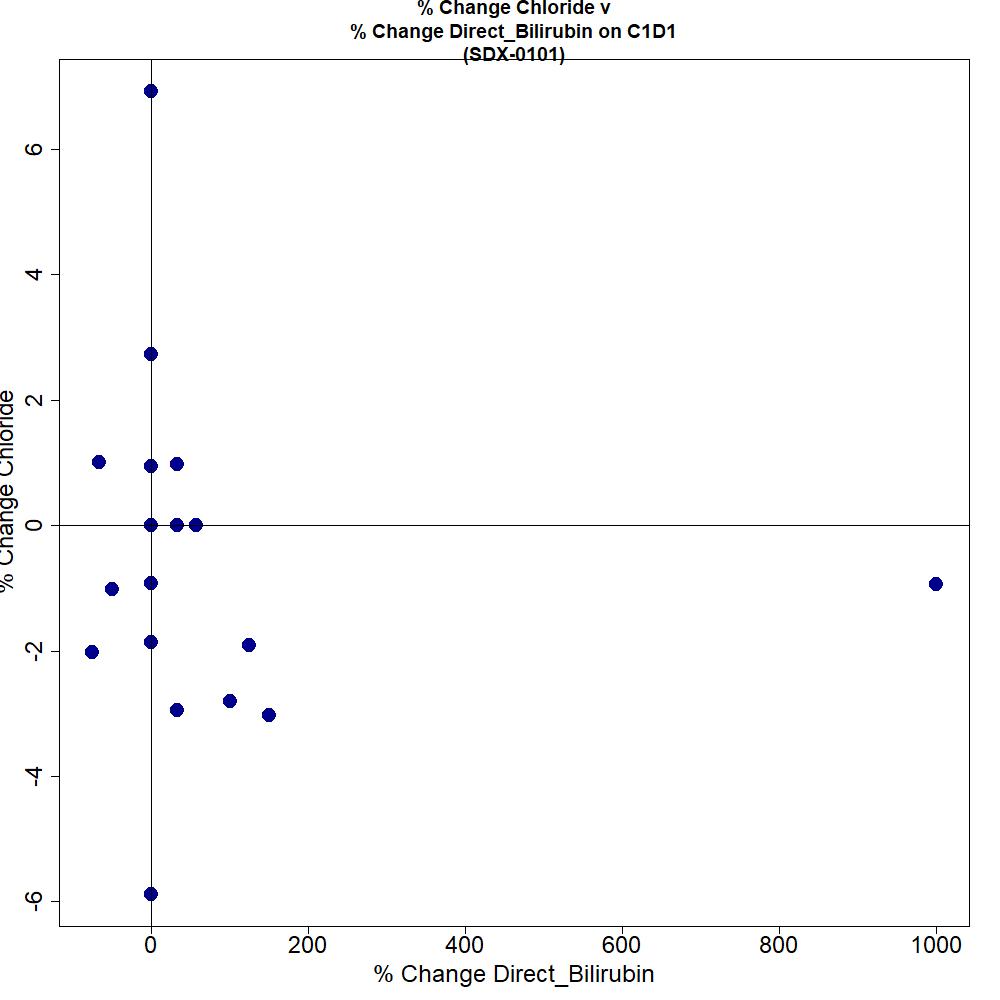 % Change Chloride v
% Change Direct_Bilirubin on C1D1
(SDX-0101)
% Change Chloride
6
4
2
0
-2
-4
-6
0 200 400 600 800 1000
% Change Direct_Bilirubin